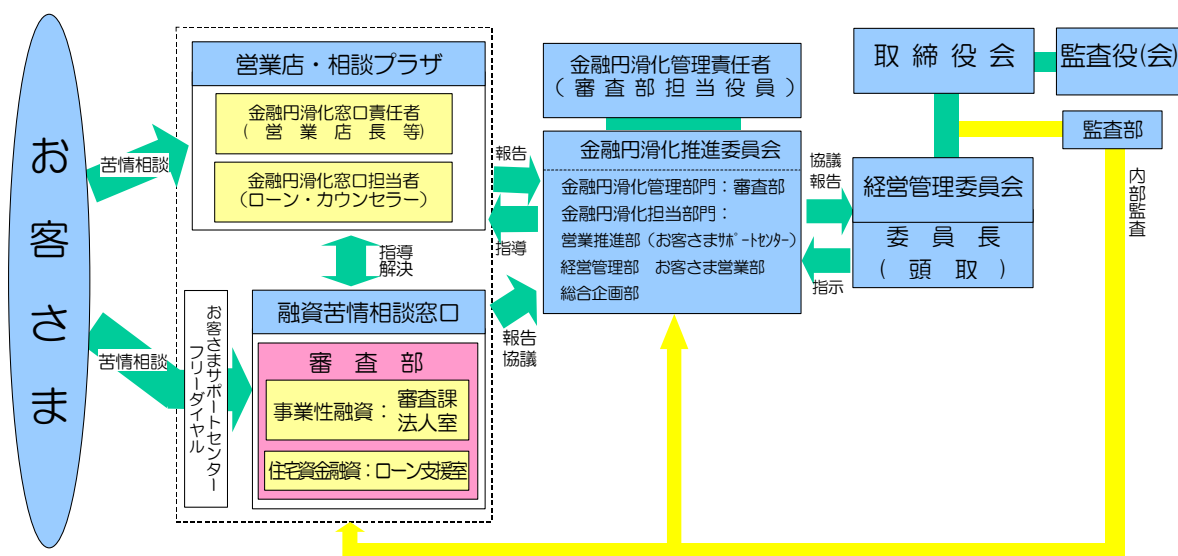 お客さま
苦情相談
苦情相談
営業店・相談プラザ
金融円滑化窓口責任者
(営業店長等)
金融円滑化窓口担当者
(ローン・カウンセラー)
指導
解決
お客さまサポートセンター
フリーダイヤル
融資苦情相談窓口
審査部
事業性融資：審査課
法人室
住宅資金融資：ローン支援室
報告
指導
報告
協議
金融円滑化管理責任者
(審査部担当役員)
金融円滑化推進委員会
金融円滑化管理部門：審査部
金融円滑化担当部門：
営業推進部(お客さまｻﾎﾟｰﾄセンター)
経営管理部　お客さま営業部
総合企画部
協議
報告
指示
取締役会
監査役(会)
監査部
経営管理委員会
委員長
(頭取)
内部監査